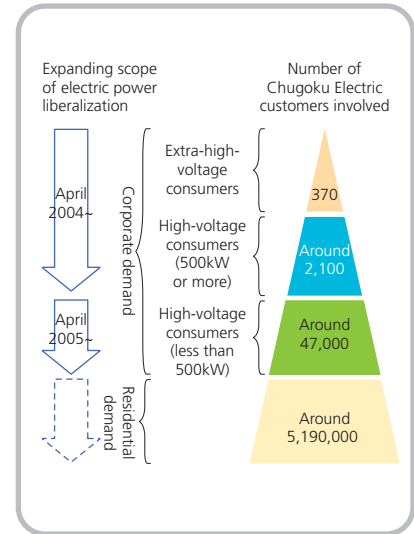 Expanding scope
of electric power
liberalization
Number of
Chugoku Electric
customers involved
April
2004~
Corporate demand
Extra-high-
voltage
consumers
370
High-voltage
consumers
(500kW
or more)
Around
2,100
April
2005~
High-voltage
consumers
(less than
500kW)
Around
47,000
Residential
demand
Around
5,190,000